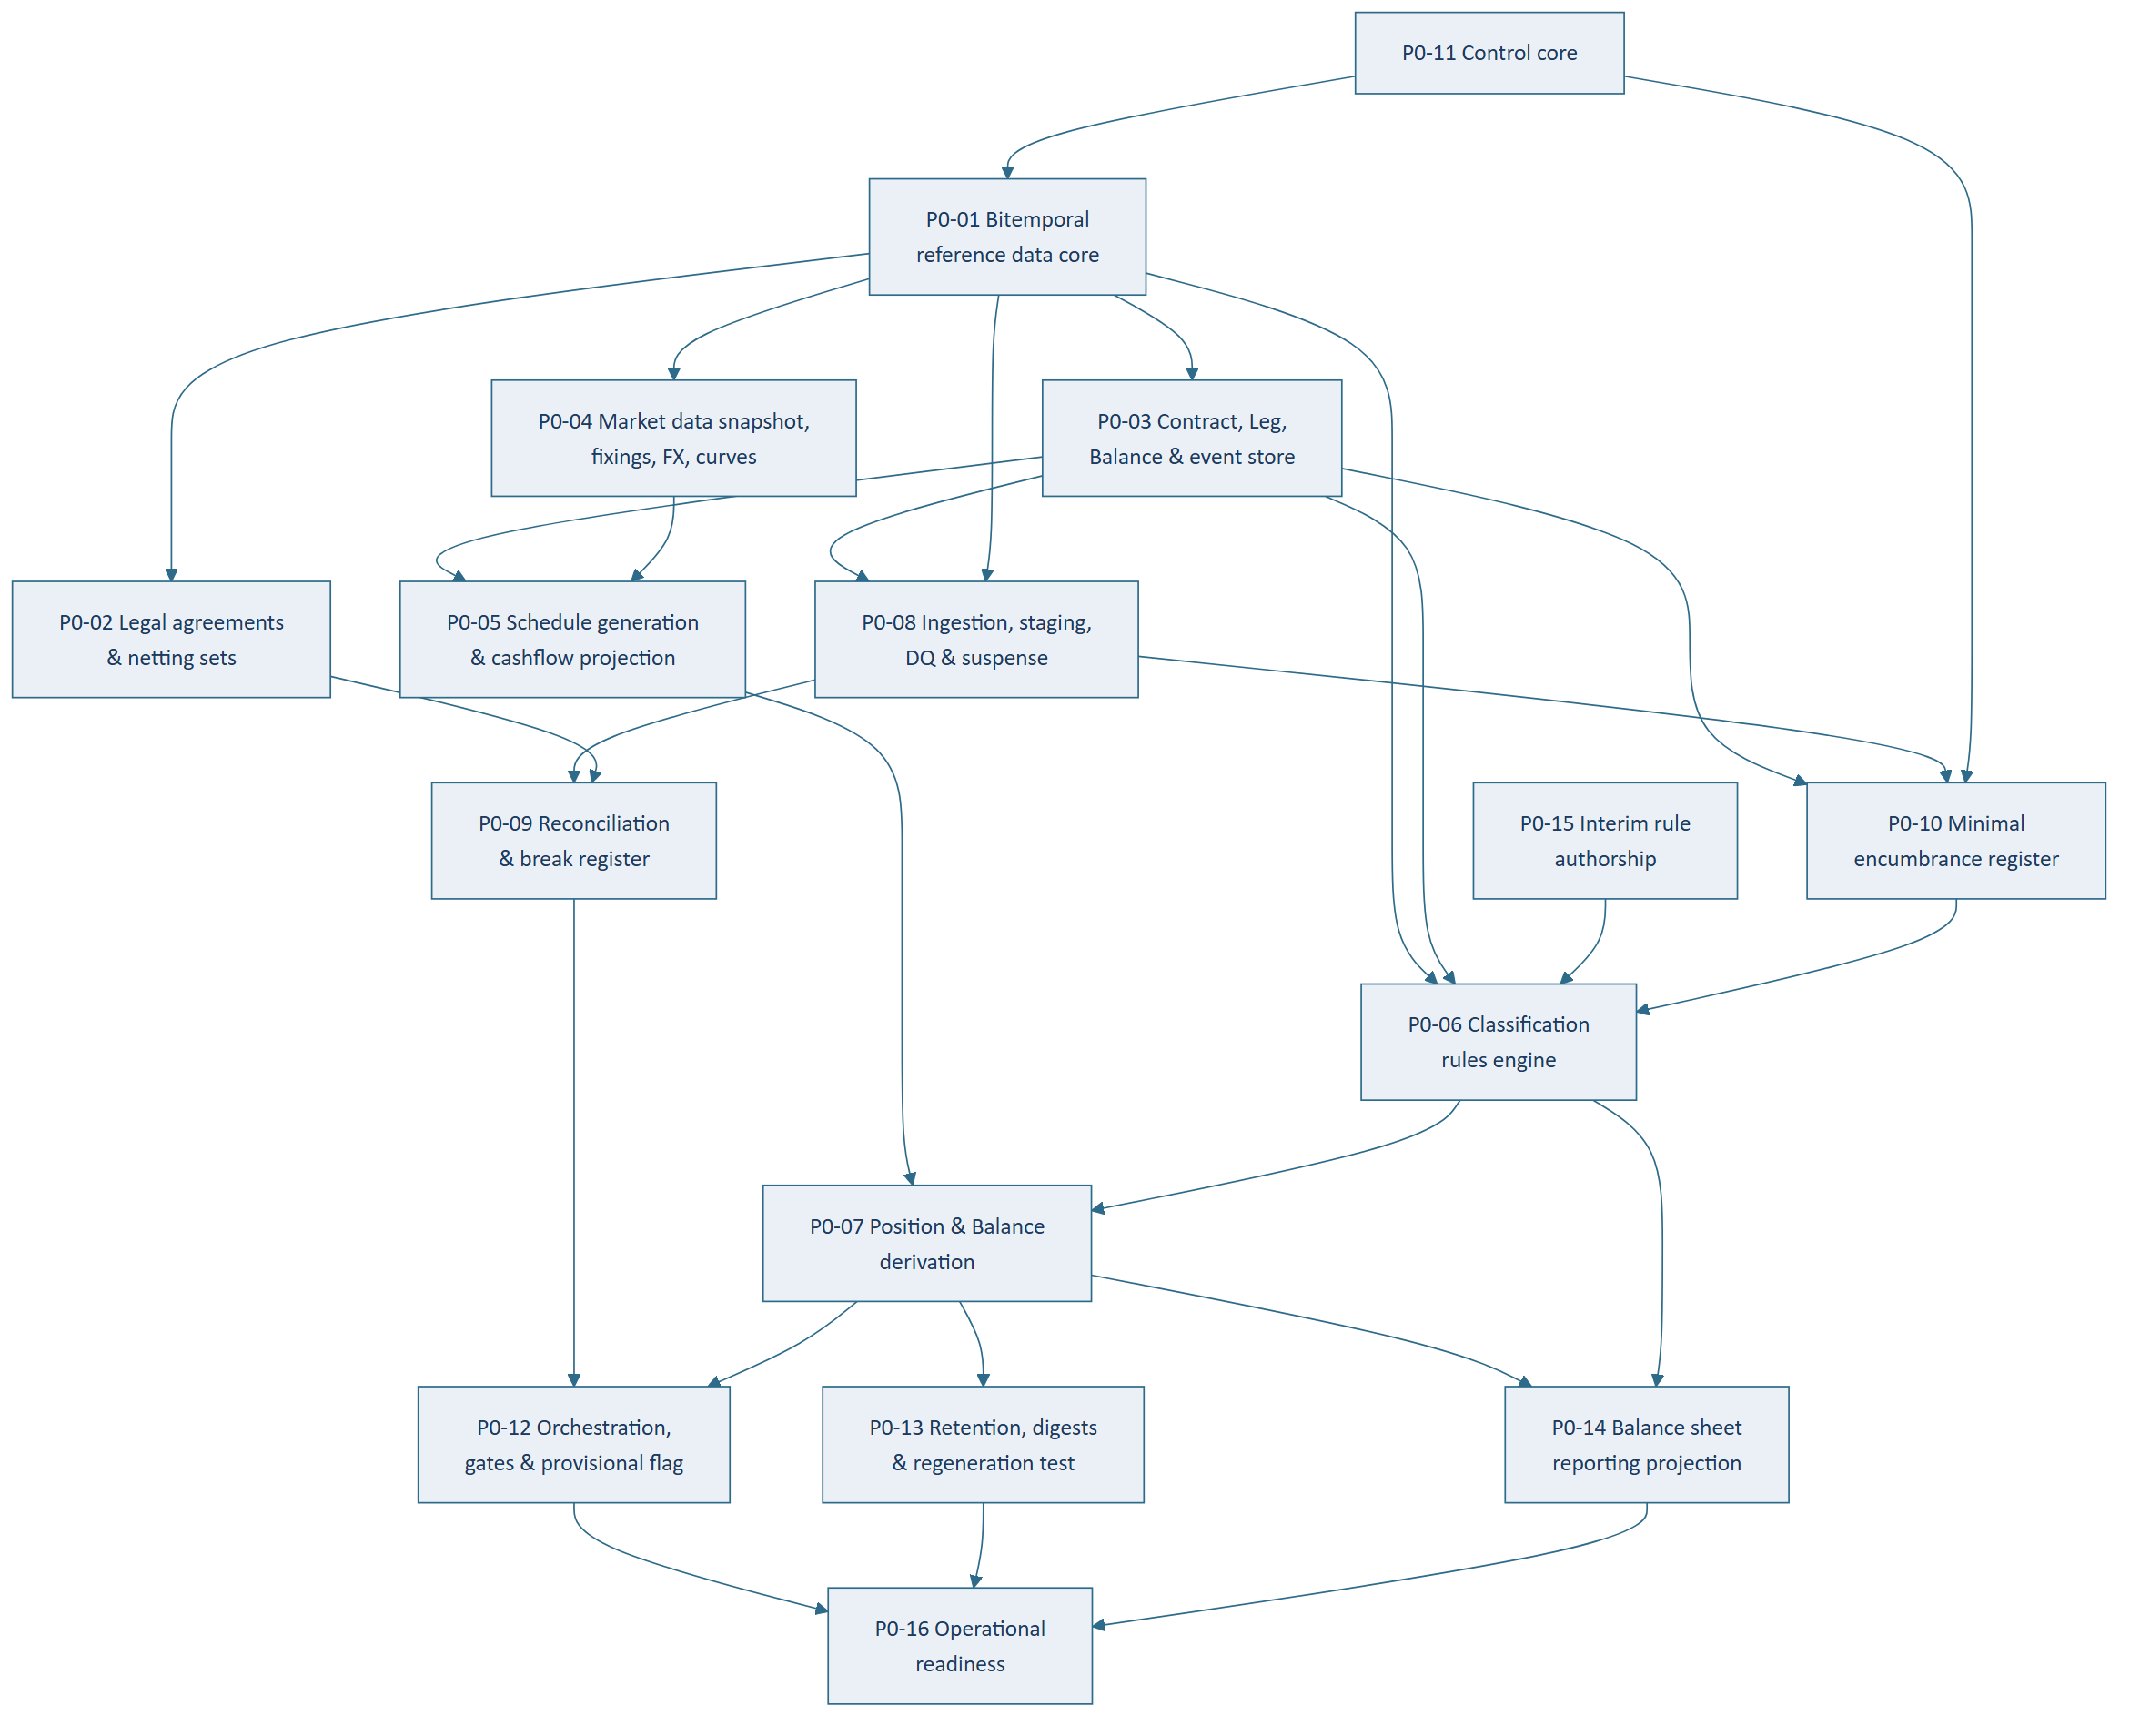 P0-11 Control core
P0-01 Bitemporal
reference data core
P0-04 Market data snapshot,
fixings, FX, curves
P0-03 Contract, Leg,
Balance & event store
P0-02 Legal agreements
& netting sets
P0-05 Schedule generation
& cashflow projection
P0-08 Ingestion, staging,
DQ & suspense
P0-09 Reconciliation
& break register
P0-15 Interim rule
authorship
P0-10 Minimal
encumbrance register
P0-06 Classification
rules engine
P0-07 Position & Balance
derivation
P0-12 Orchestration,
gates & provisional flag
P0-13 Retention, digests
& regeneration test
P0-14 Balance sheet
reporting projection
P0-16 Operational
readiness